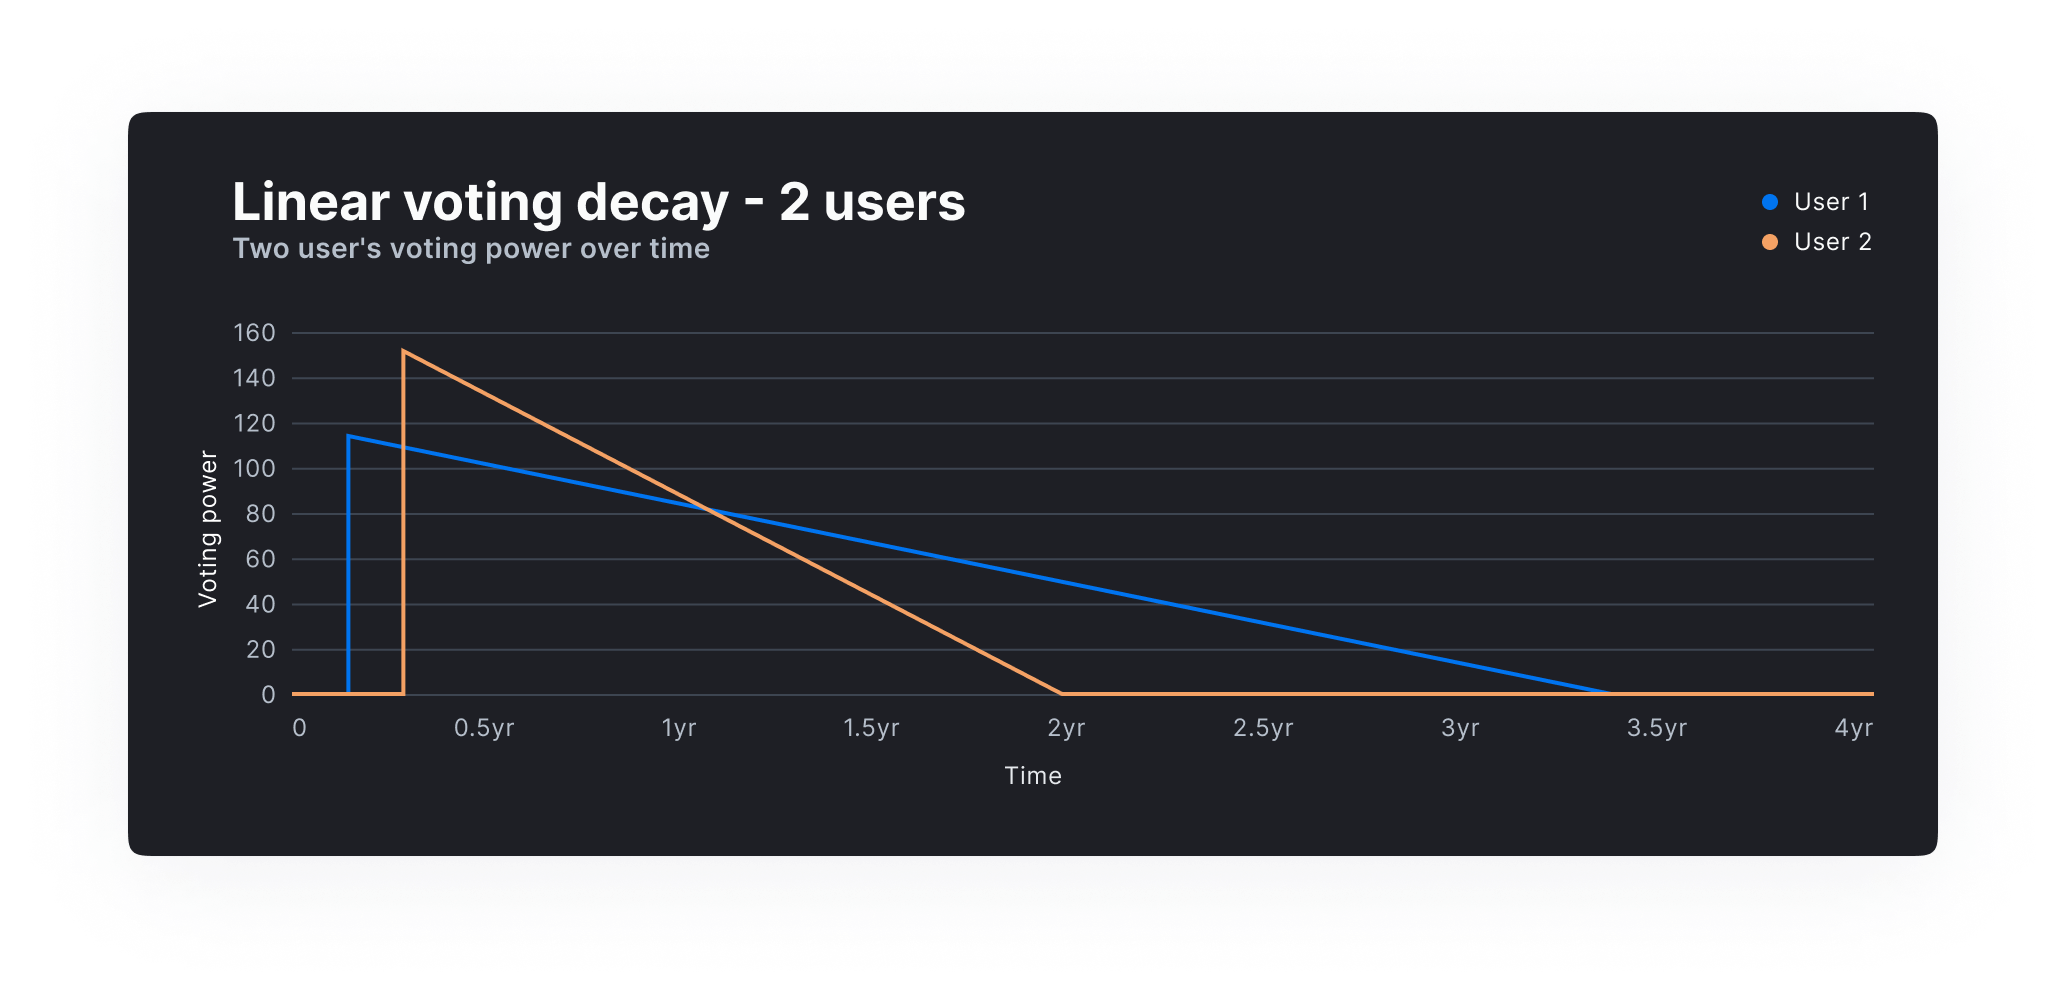 Linear voting decay - 2 users
Two user's voting power over time
User 1
User 2
160
140
120
100
80
60
40
20
0
Voting power
0 0.5yr 1yr 1.5yr 2yr 2.5yr 3yr 3.5yr 4yr
Time